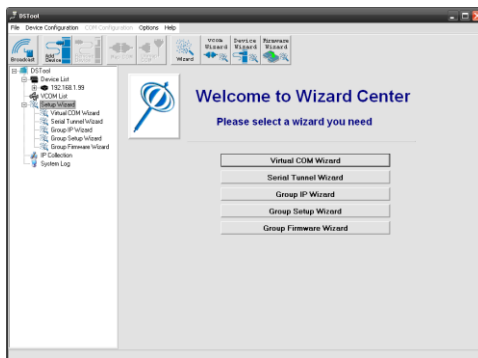 DSTool
File Device Configuration COM Configuration Options Help
Broadcast
Add Device
Wizard
Vcom Wizard
Device Wizard
Firmware Wizard
DSTool
Device List
192.168.1.99
VCOM List
Setup Wizard
Virtual COM Wizard
Serial Tunnel Wizard
Group IP Wizard
Group Setup Wizard
Group Firmware Wizard
IP Collection
System Log
Welcome to Wizard Center
Please select a wizard you need
Virtual COM Wizard
Serial Tunnel Wizard
Group IP Wizard
Group Setup Wizard
Group Firmware Wizard